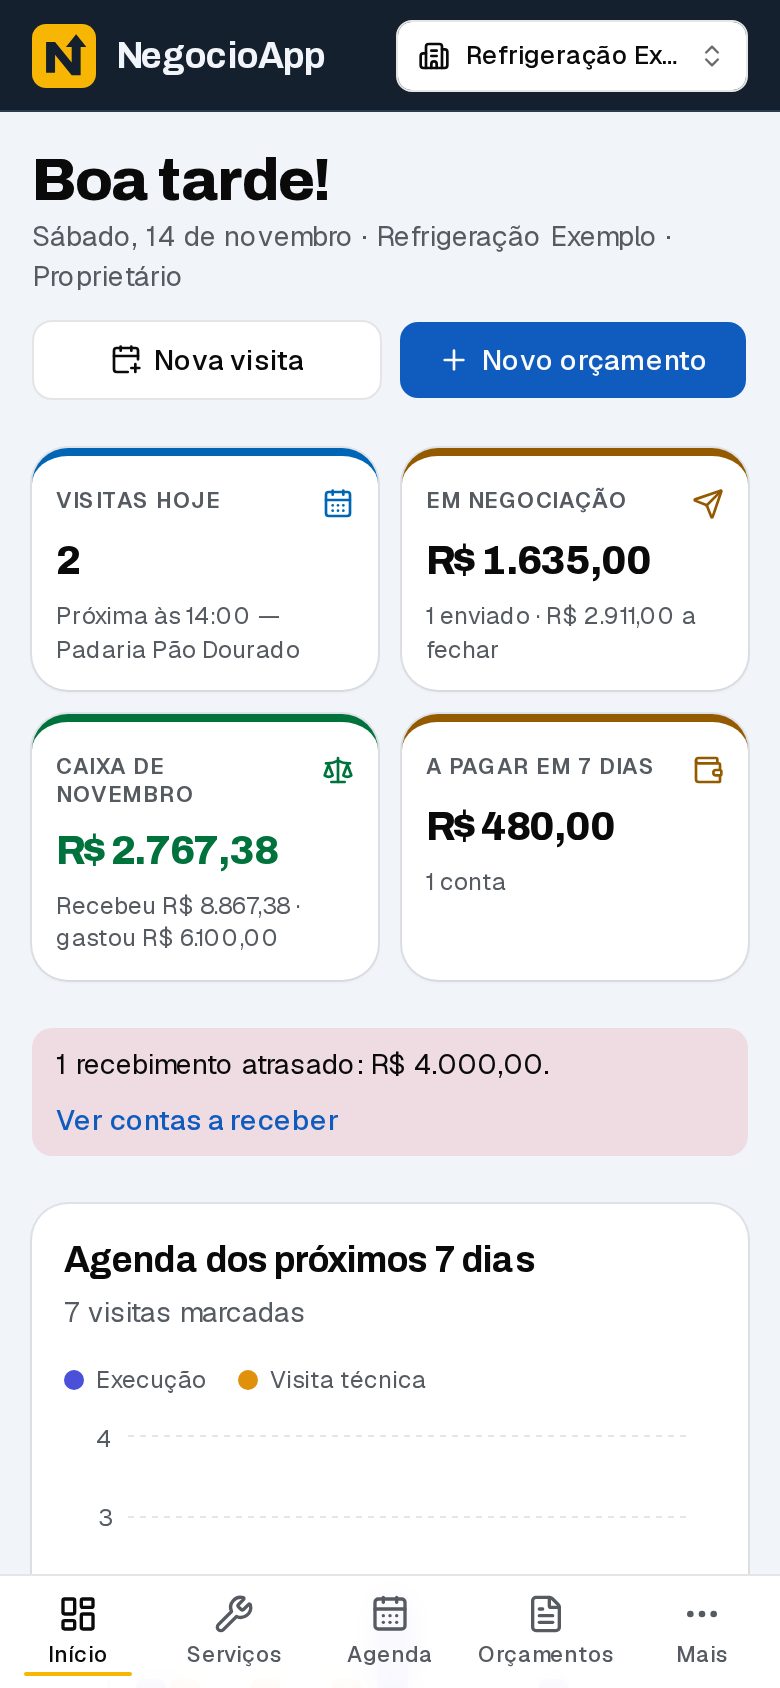 NegocioApp
Refrigeração Ex...
Boa tarde!
Sábado, 14 de novembro · Refrigeração Exemplo ·
Proprietário
Nova visita
Novo orçamento
VISITAS HOJE
2
Próxima às 14:00 —
Padaria Pão Dourado
EM NEGOCIAÇÃO
R$ 1.635,00
1 enviado · R$ 2.911,00 a
fechar
CAIXA DE
NOVEMBRO
R$ 2.767,38
Recebeu R$ 8.867,38 ·
gastou R$ 6.100,00
A PAGAR EM 7 DIAS
R$ 480,00
1 conta
1 recebimento atrasado: R$ 4.000,00.
Ver contas a receber
Agenda dos próximos 7 dias
7 visitas marcadas
Execução
Visita técnica
4
3
Início
Serviços
Agenda
Orçamentos
Mais